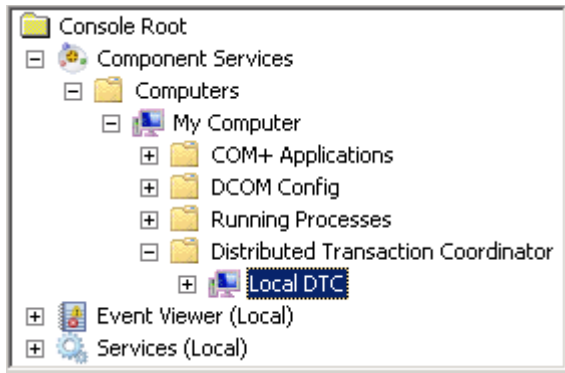 Console Root
Component Services
Computers
My Computer
COM+ Applications
DCOM Config
Running Processes
Distributed Transaction Coordinator
Local DTC
Event Viewer (Local)
Services (Local)